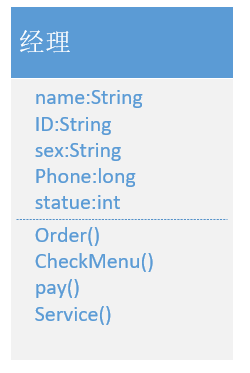 经理
name:String
ID:String
sex:String
Phone:long
statue:int
Order()
CheckMenu()
pay()
Service()